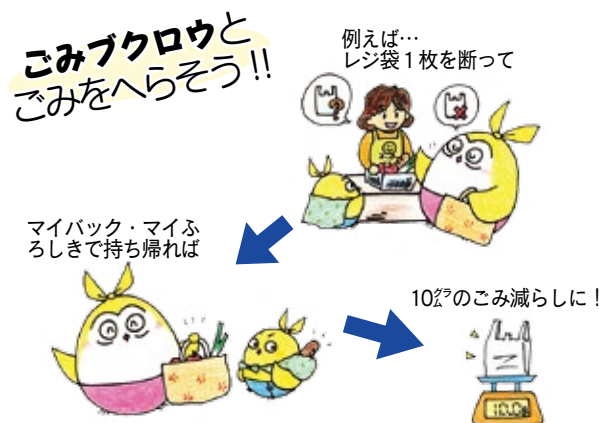 ごみブクロウと
ごみをへらそう!!
例えば…
レジ袋1枚を断って
?
マイバック・マイふ
ろしきで持ち帰れば
10㌘のごみ減らしに!
10.0g